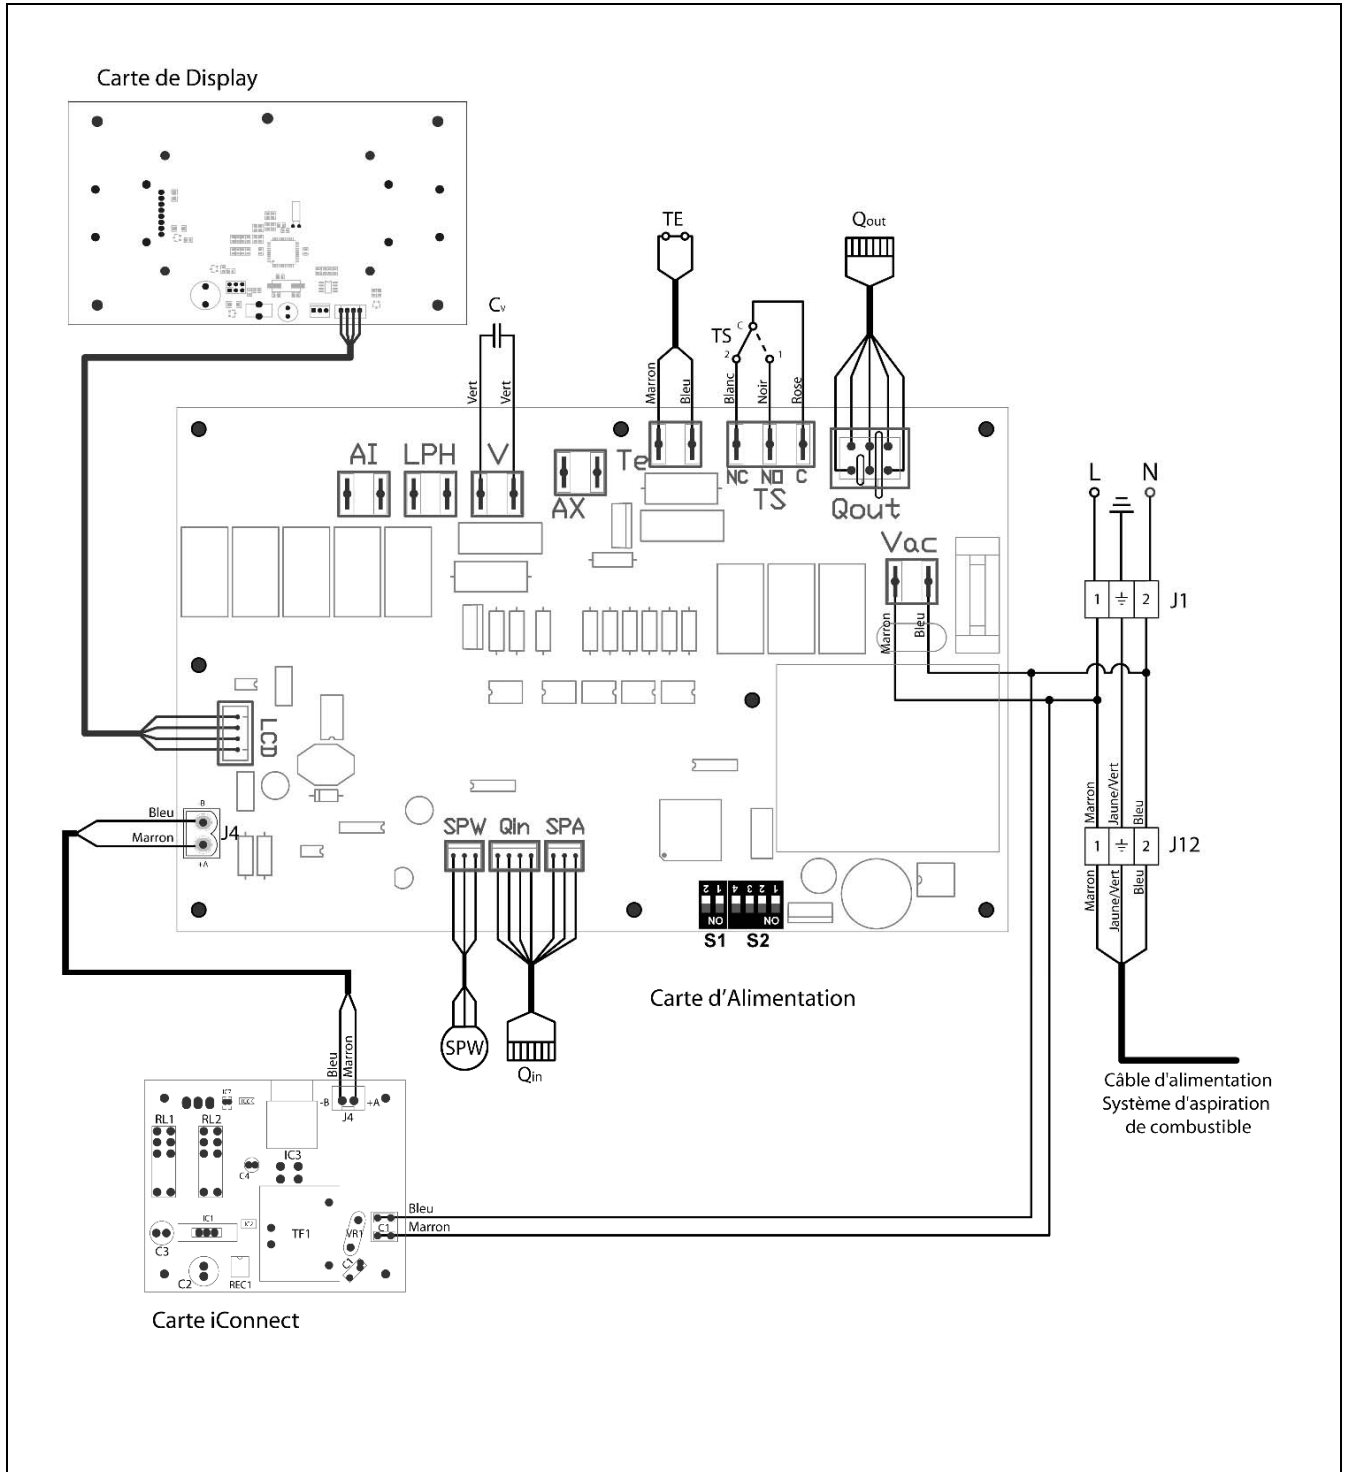 Carte de Display
TE
Qout
Cv
TS
C
2
1
Vert
Vert
Marron
Bleu
Blanc
Noir
Rose
AI
LPH
V
AX
Te
NC
NO
C
TS
Qout
Vac
Marron
Bleu
L
N
1
2
J1
LCD
Bleu
Marron
-B
J4
+A
SPW
Qin
SPA
2 1
4 3 2 1
NO
NO
S1
S2
Marron
Jaune/Vert
Bleu
1
2
J12
Marron
Jaune/Vert
Bleu
Carte d'Alimentation
SPW
Qin
Câble d'alimentation
Système d'aspiration
de combustible
Bleu
Marron
-B
+A
J4
RL1
RL2
IC3
C4
IC1
IC2
TF1
VR1
C1
C1
Bleu
Marron
C3
C2
REC1
Carte iConnect